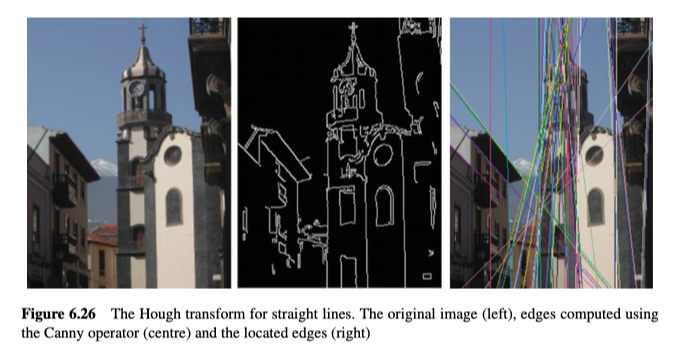 Figure 6.26 The Hough transform for straight lines. The original image (left), edges computed using
the Canny operator (centre) and the located edges (right)